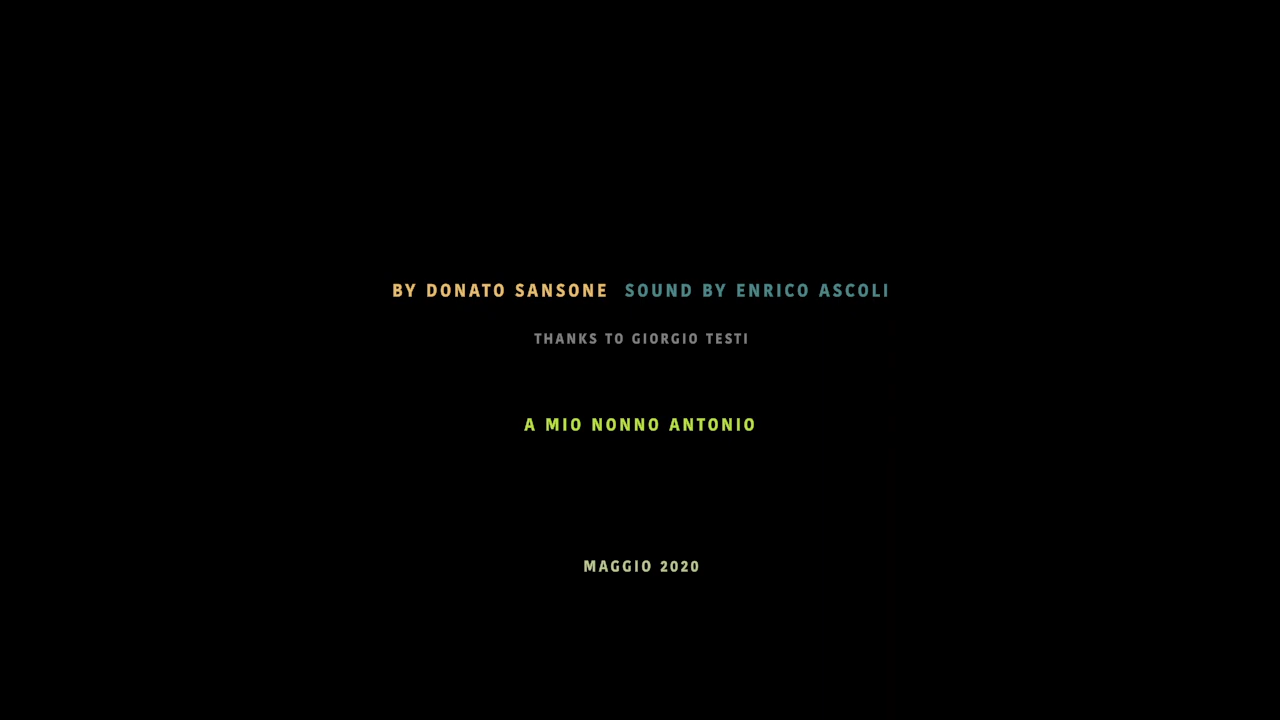 BY DONATO SANSONE SOUND BY ENRICO ASCOLI
THANKS TO GIORGIO TESTI
A MIO NONNO ANTONIO
MAGGIO 2020